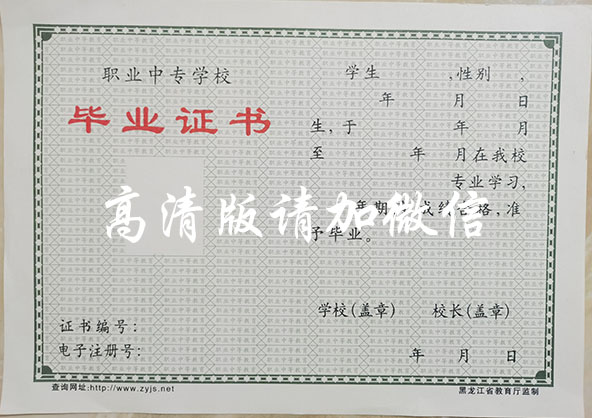 职业中专学校
毕业证书
学生 ,性别 ,
年 月 日
生,于 年 月
至 年 月在我校
专业学习,
年期 成绩合格,准
予毕业。
高清版请加微信
学校(盖章) 校长(盖章)
证书编号:
电子注册号:
年 月 日
查询网址:http://www.zyjs.net
黑龙江省教育厅监制